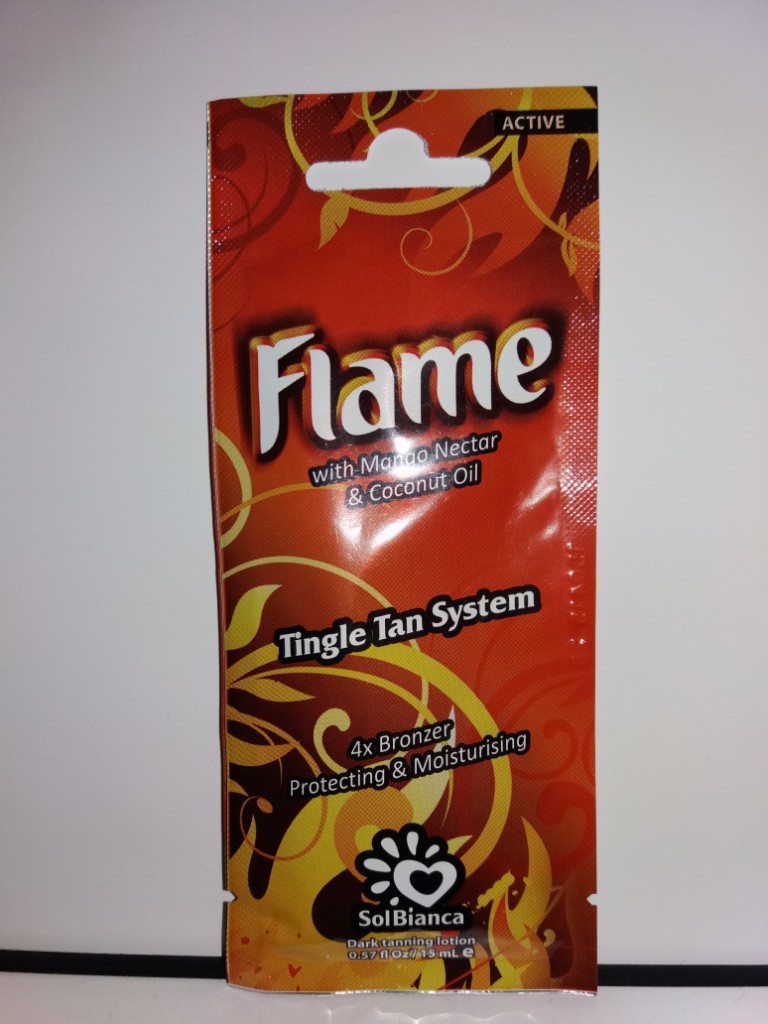 ACTIVE
Flame
with Mango Nectar
& Coconut Oil
Tingle Tan System
4x Bronzer
Protecting & Moisturising
SolBianca
Dark tanning lotion
0.57 fl Oz/15 mL e